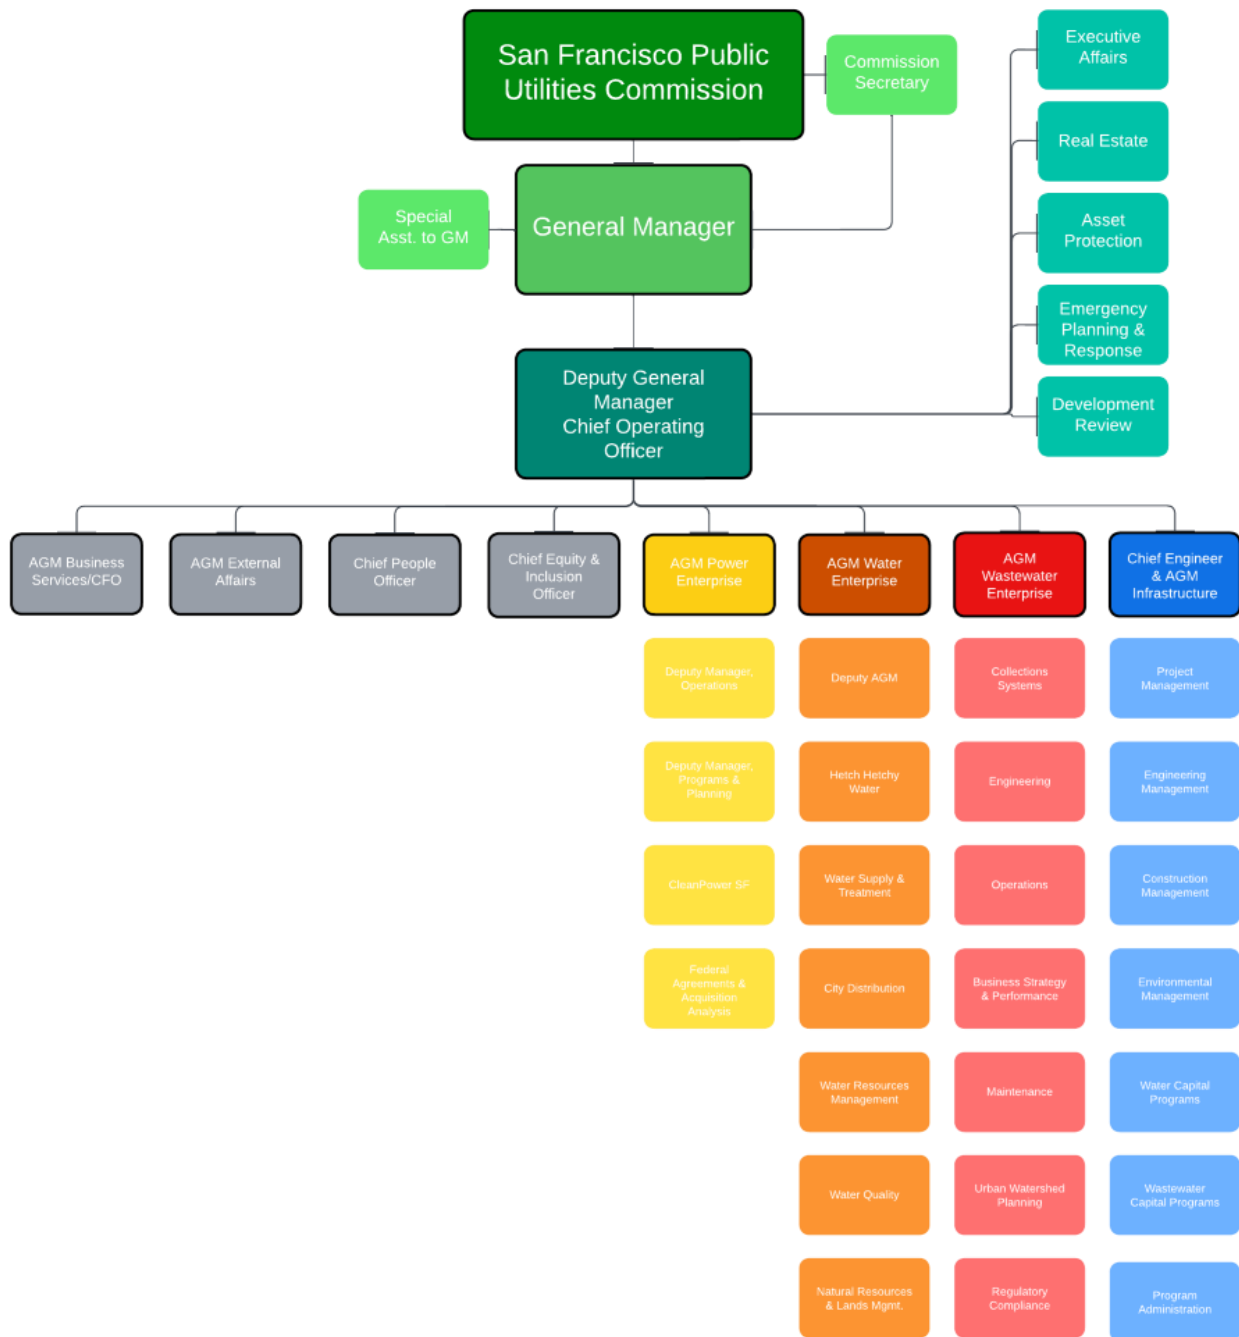 San Francisco Public
Utilities Commission
Commission
Secretary
Executive
Affairs
Real Estate
Special
Asst. to GM
General Manager
Asset
Protection
Emergency
Planning &
Response
Deputy General
Manager
Chief Operating
Officer
Development
Review
AGM Business
Services/CFO
AGM External
Affairs
Chief People
Officer
Chief Equity &
Inclusion
Officer
AGM Power
Enterprise
AGM Water
Enterprise
AGM
Wastewater
Enterprise
Chief Engineer
& AGM
Infrastructure
Deputy Manager,
Operations
Deputy AGM
Collections
Systems
Project
Management
Deputy Manager,
Programs &
Planning
Hetch Hetchy
Water
Engineering
Engineering
Management
CleanPower SF
Water Supply &
Treatment
Operations
Construction
Management
Federal
Agreements &
Acquisition
Analysis
City Distribution
Business Strategy
& Performance
Environmental
Management
Water Resources
Management
Maintenance
Water Capital
Programs
Water Quality
Urban Watershed
Planning
Wastewater
Capital Programs
Natural Resources
& Lands Mgmt.
Regulatory
Compliance
Program
Administration